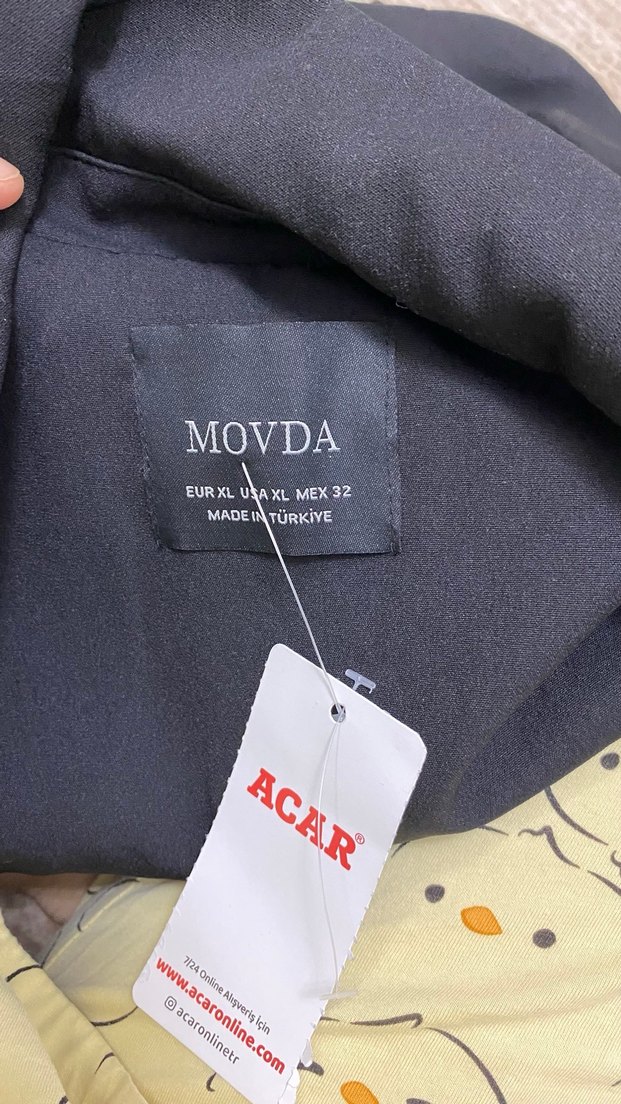 MOVDA
EUR XL USA XL MEX 32
MADE IN TÜRKİYE
ACAR®
7/24 Online Alışveriş İçin
www.acaronline.com
acaronlinetr